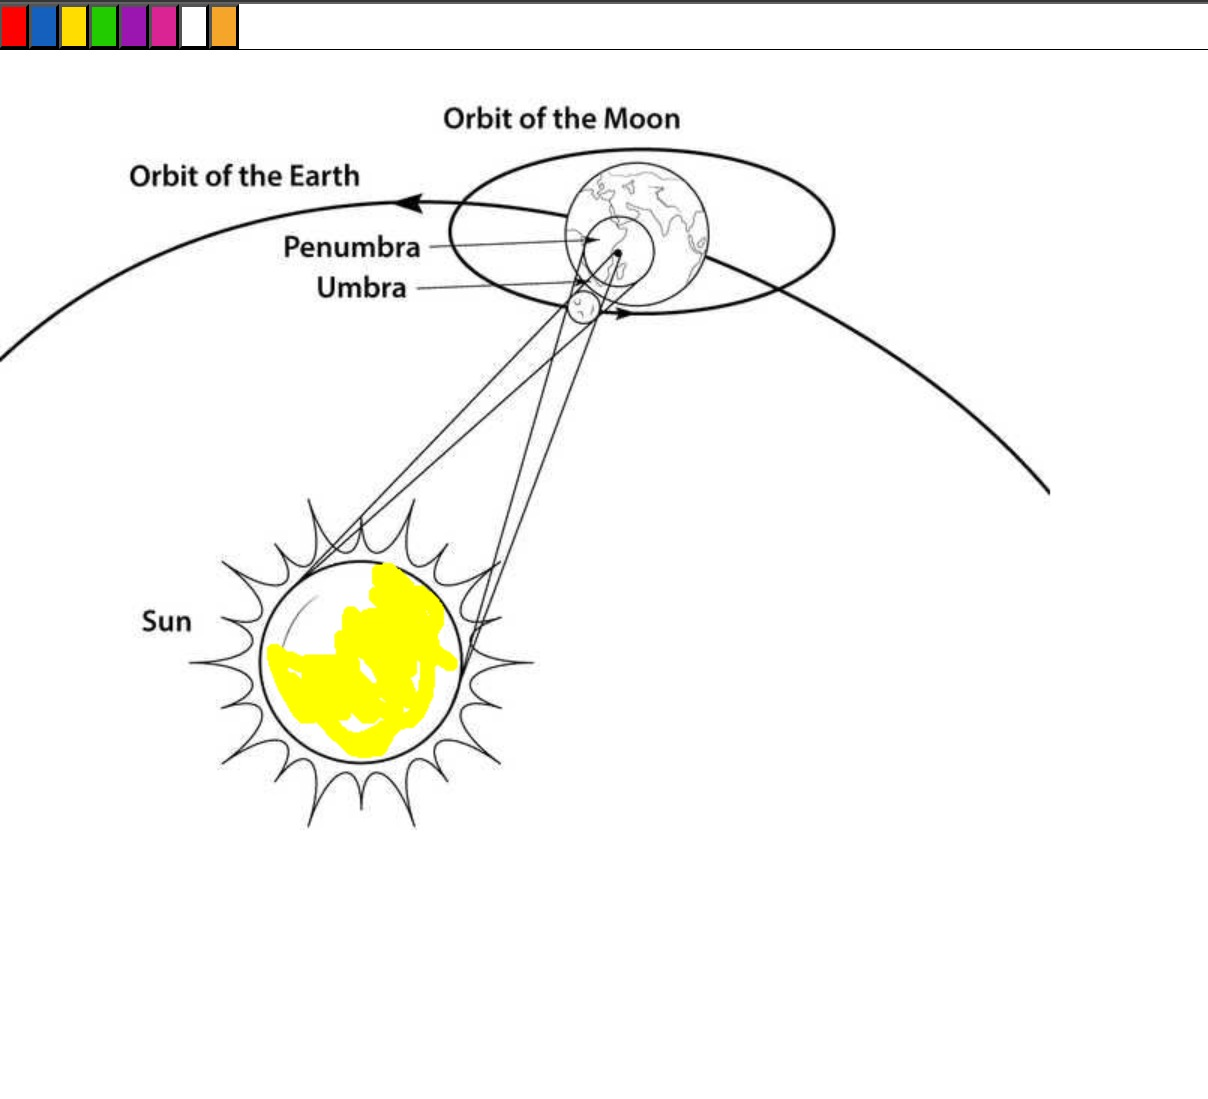 Orbit of the Moon
Orbit of the Earth
Penumbra
Umbra
Sun